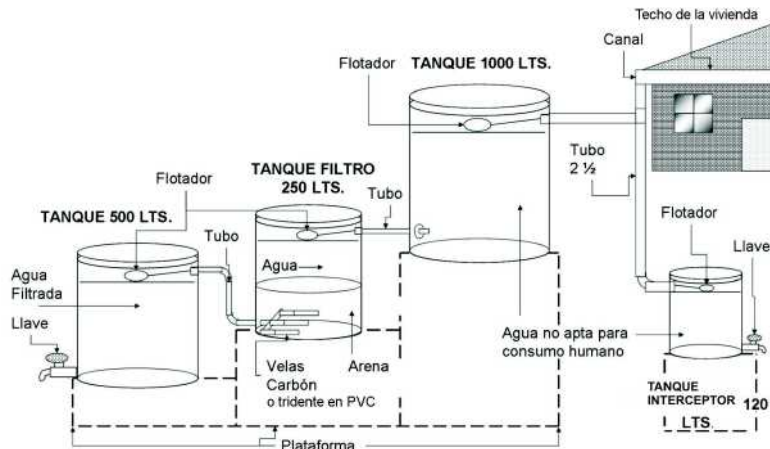 Techo de la vivienda
Canal
Flotador
TANQUE 1000 LTS.
Tubo
2 ½
TANQUE FILTRO
250 LTS.
Flotador
Tubo
TANQUE 500 LTS.
Tubo
Agua
Agua
Filtrada
Llave
Flotador
Llave
Agua no apta para
consumo humano
Velas
Carbón
o tridente en PVC
Arena
TANQUE
INTERCEPTOR 120
LTS.
Plataforma